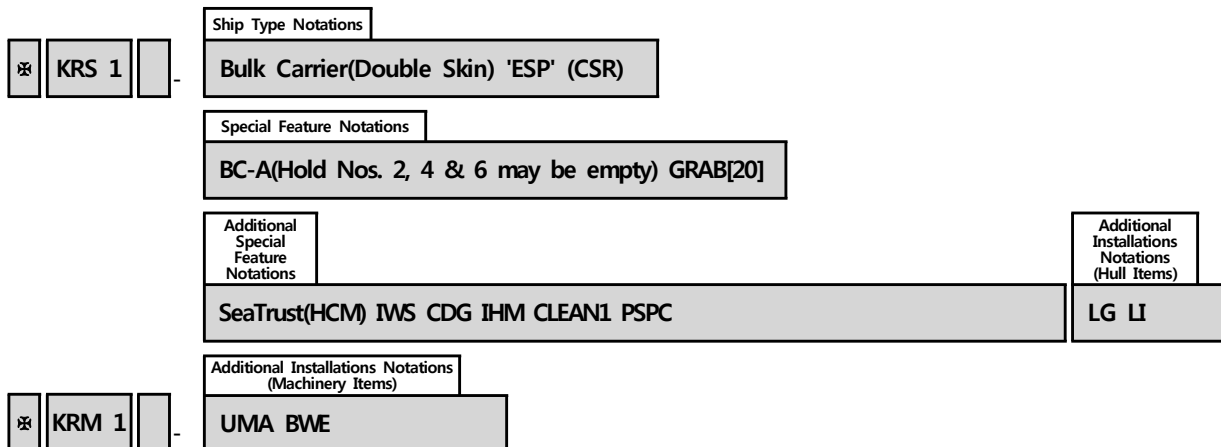 Ship Type Notations
✠ KRS 1 - Bulk Carrier(Double Skin) 'ESP' (CSR)
Special Feature Notations
BC-A(Hold Nos. 2, 4 & 6 may be empty) GRAB[20]
Additional
Special
Feature
Notations
SeaTrust(HCM) IWS CDG IHM CLEAN1 PSPC
Additional
Installations
Notations
(Hull Items)
LG LI
Additional Installations Notations
(Machinery Items)
✠ KRM 1 - UMA BWE